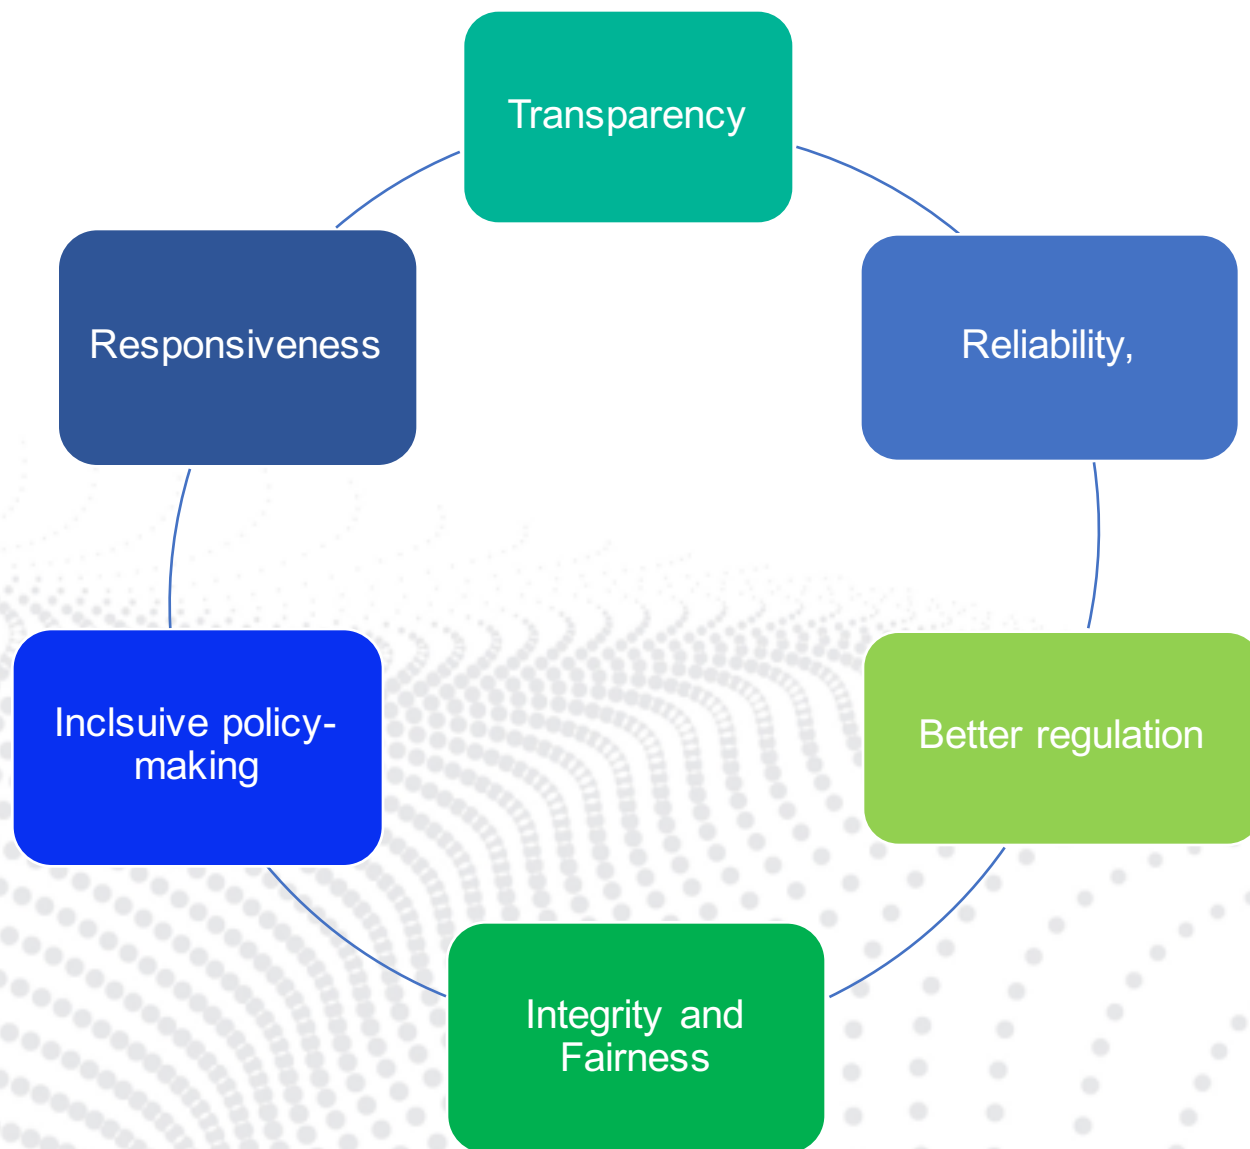 Transparency
Responsiveness
Reliability,
Inclsuive policy-
making
Better regulation
Integrity and
Fairness